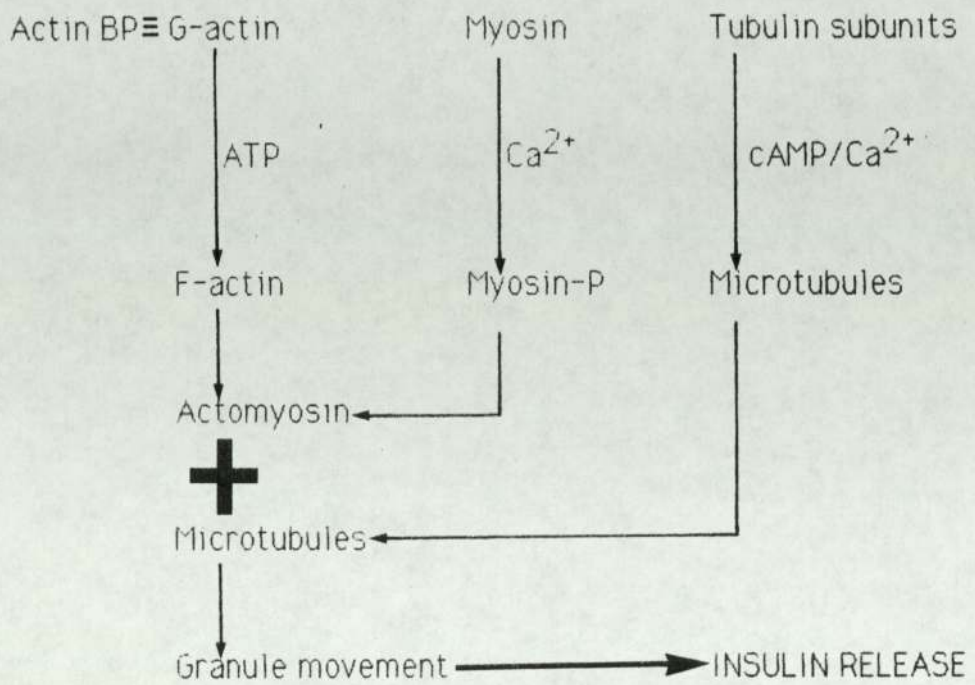 Actin BP≡ G-actin Myosin Tubulin subunits
ATP Ca²⁺ cAMP/Ca²⁺
F-actin Myosin-P Microtubules
Actomyosin
+
Microtubules
Granule movement INSULIN RELEASE